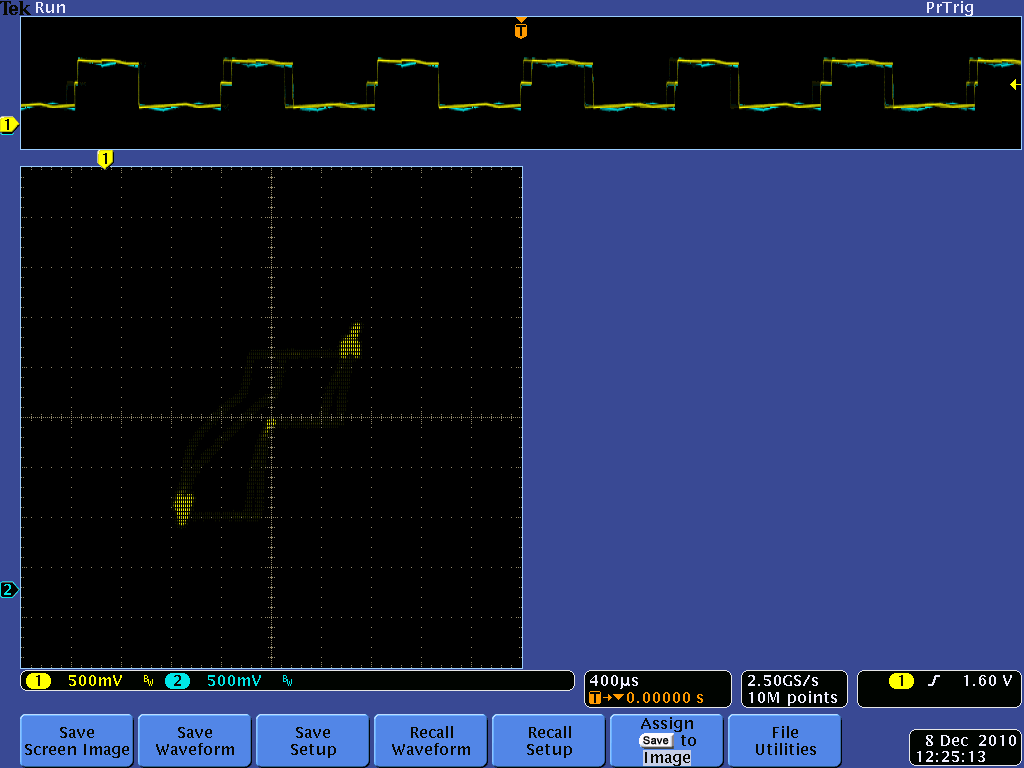 Tek Run PrTrig
T
1
1
2
1 500mV BW 2 500mV BW
400µs
T→▼0.00000 s
2.50GS/s
10M points
1 1.60 V
Save
Screen Image
Save
Waveform
Save
Setup
Recall
Waveform
Recall
Setup
Assign
Save to
Image
File
Utilities
8 Dec 2010
12:25:13